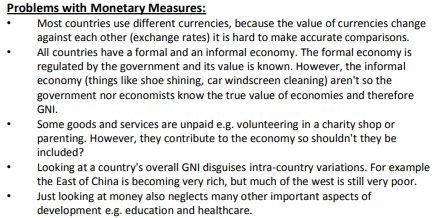 Problems with Monetary Measures:
• Most countries use different currencies, because the value of currencies change
against each other (exchange rates) it is hard to make accurate comparisons.
• All countries have a formal and an informal economy. The formal economy is
regulated by the government and its value is known. However, the informal
economy (things like shoe shining, car windscreen cleaning) aren't so the
government nor economists know the true value of economies and therefore
GNI.
• Some goods and services are unpaid e.g. volunteering in a charity shop or
parenting. However, they contribute to the economy so shouldn't they be
included?
• Looking at a country's overall GNI disguises intra-country variations. For example
the East of China is becoming very rich, but much of the west is still very poor.
• Just looking at money also neglects many other important aspects of
development e.g. education and healthcare.